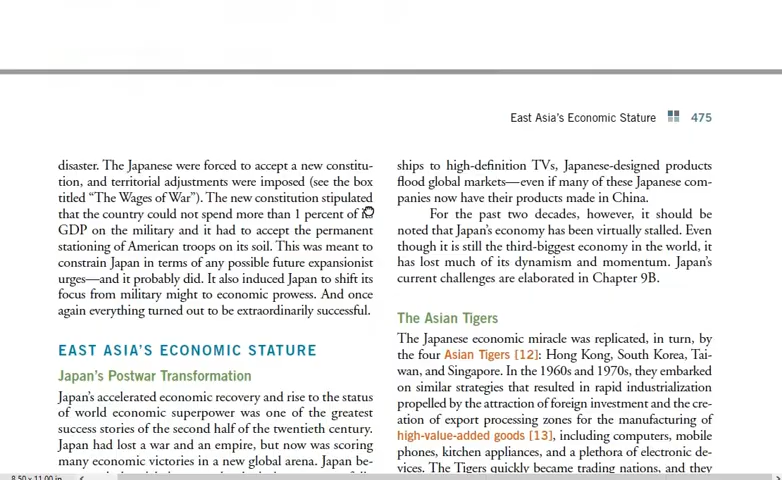 East Asia's Economic Stature 475
disaster. The Japanese were forced to accept a new constitu-
tion, and territorial adjustments were imposed (see the box
titled “The Wages of War”). The new constitution stipulated
that the country could not spend more than 1 percent of
GDP on the military and it had to accept the permanent
stationing of American troops on its soil. This was meant to
constrain Japan in terms of any possible future expansionist
urges—and it probably did. It also induced Japan to shift its
focus from military might to economic prowess. And once
again everything turned out to be extraordinarily successful.
EAST ASIA'S ECONOMIC STATURE
Japan's Postwar Transformation
Japan's accelerated economic recovery and rise to the status
of world economic superpower was one of the greatest
success stories of the second half of the twentieth century.
Japan had lost a war and an empire, but now was scoring
many economic victories in a new global arena. Japan be-
ships to high-definition TVs, Japanese-designed products
flood global markets—even if many of these Japanese com-
panies now have their products made in China.
For the past two decades, however, it should be
noted that Japan's economy has been virtually stalled. Even
though it is still the third-biggest economy in the world, it
has lost much of its dynamism and momentum. Japan's
current challenges are elaborated in Chapter 9B.
The Asian Tigers
The Japanese economic miracle was replicated, in turn, by
the four Asian Tigers [12]: Hong Kong, South Korea, Tai-
wan, and Singapore. In the 1960s and 1970s, they embarked
on similar strategies that resulted in rapid industrialization
propelled by the attraction of foreign investment and the cre-
ation of export processing zones for the manufacturing of
high-value-added goods [13], including computers, mobile
phones, kitchen appliances, and a plethora of electronic de-
vices. The Tigers quickly became trading nations, and they
8.50 x 11.00 in